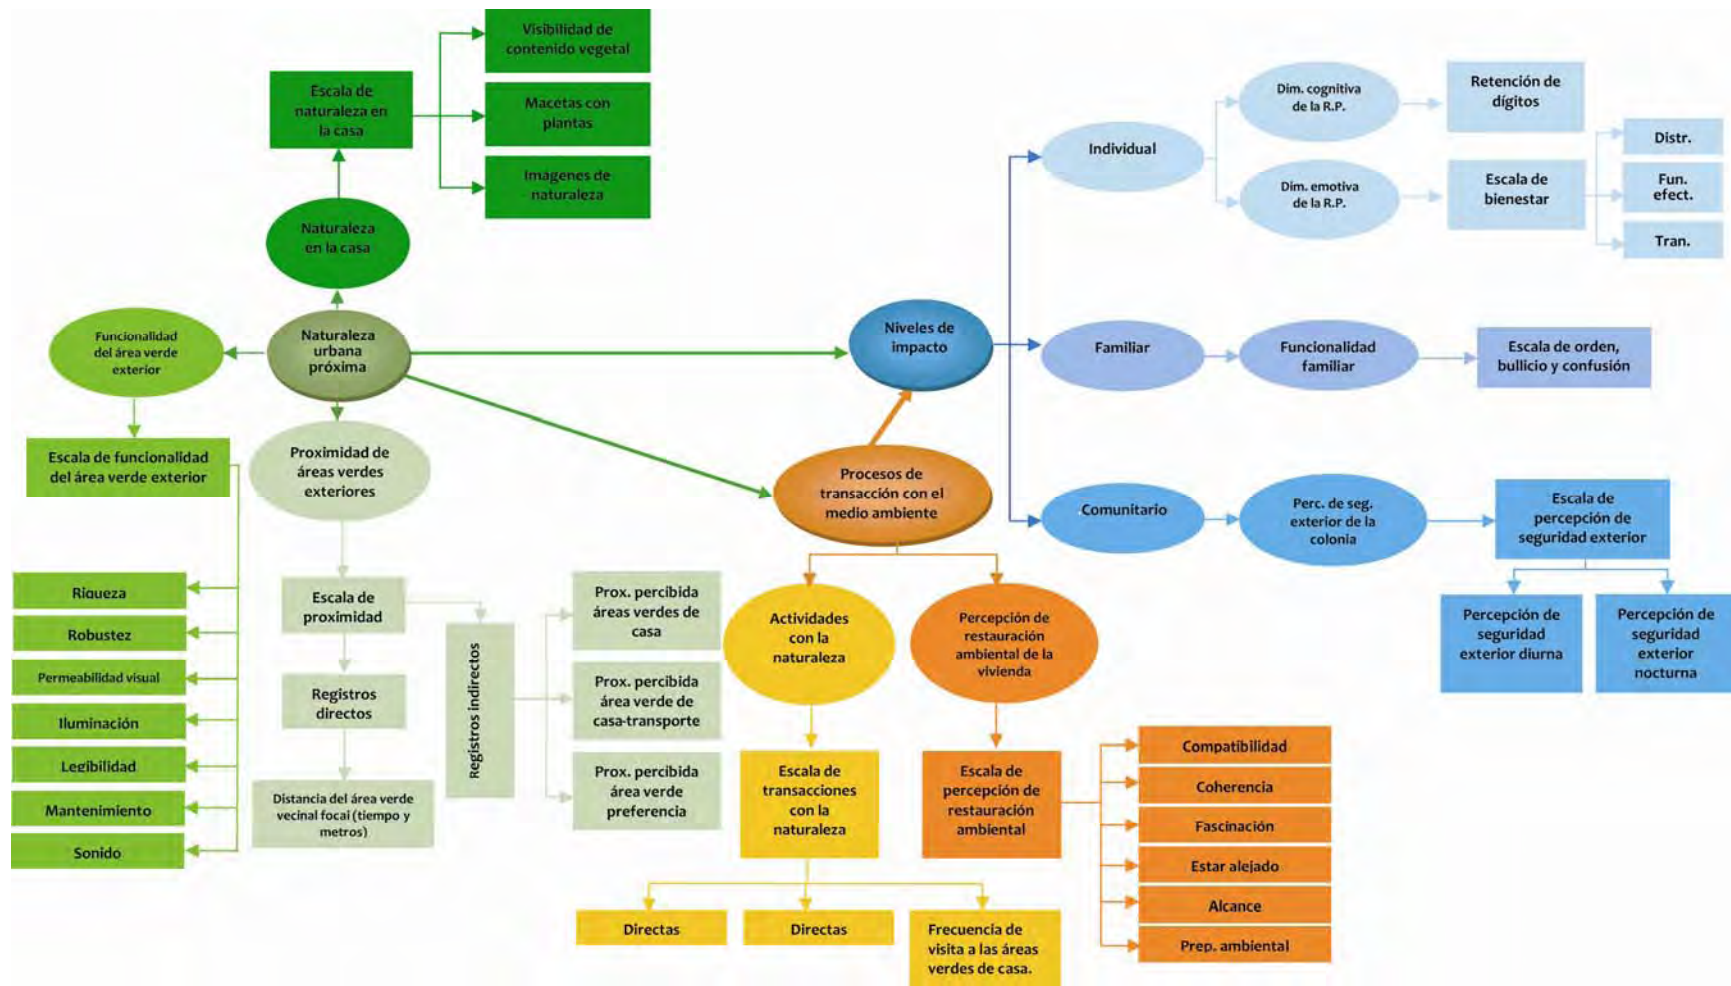 Visibilidad de
contenido vegetal
Escala de
naturaleza en
la casa
Macetas con
plantas
Imágenes de
naturaleza
Naturaleza
en la casa
Funcionalidad
del área verde
exterior
Naturaleza
urbana
próxima
Escala de funcionalidad
del área verde exterior
Proximidad de
áreas verdes
exteriores
Riqueza
Robustez
Permeabilidad visual
Iluminación
Legibilidad
Mantenimiento
Sonido
Escala de
proximidad
Registros
directos
Distancia del área verde
vecinal focal (tiempo y
metros)
Registros indirectos
Prox. percibida
áreas verdes de
casa
Prox. percibida
área verde de
casa-transporte
Prox. percibida
área verde
preferencia
Niveles de
impacto
Procesos de
transacción con el
medio ambiente
Actividades
con la
naturaleza
Percepción de
restauración
ambiental de la
vivienda
Escala de
transacciones
con la
naturaleza
Escala de
percepción de
restauración
ambiental
Directas
Directas
Frecuencia de
visita a las áreas
verdes de casa.
Compatibilidad
Coherencia
Fascinación
Estar alejado
Alcance
Prep. ambiental
Individual
Dim. cognitiva
de la R.P.
Retención de
dígitos
Dim. emotiva
de la R.P.
Escala de
bienestar
Distr.
Fun.
efect.
Tran.
Familiar
Funcionalidad
familiar
Escala de orden,
bullicio y confusión
Comunitario
Perc. de seg.
exterior de la
colonia
Escala de
percepción de
seguridad exterior
Percepción de
seguridad
exterior diurna
Percepción de
seguridad
exterior
nocturna